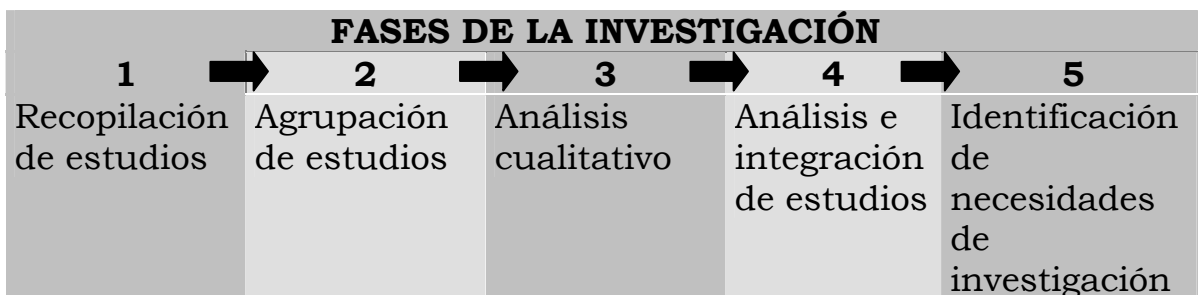 FASES DE LA INVESTIGACIÓN
1 2 3 4 5
Recopilación
de estudios
Agrupación
de estudios
Análisis
cualitativo
Análisis e
integración
de estudios
Identificación
de
necesidades
de
investigación